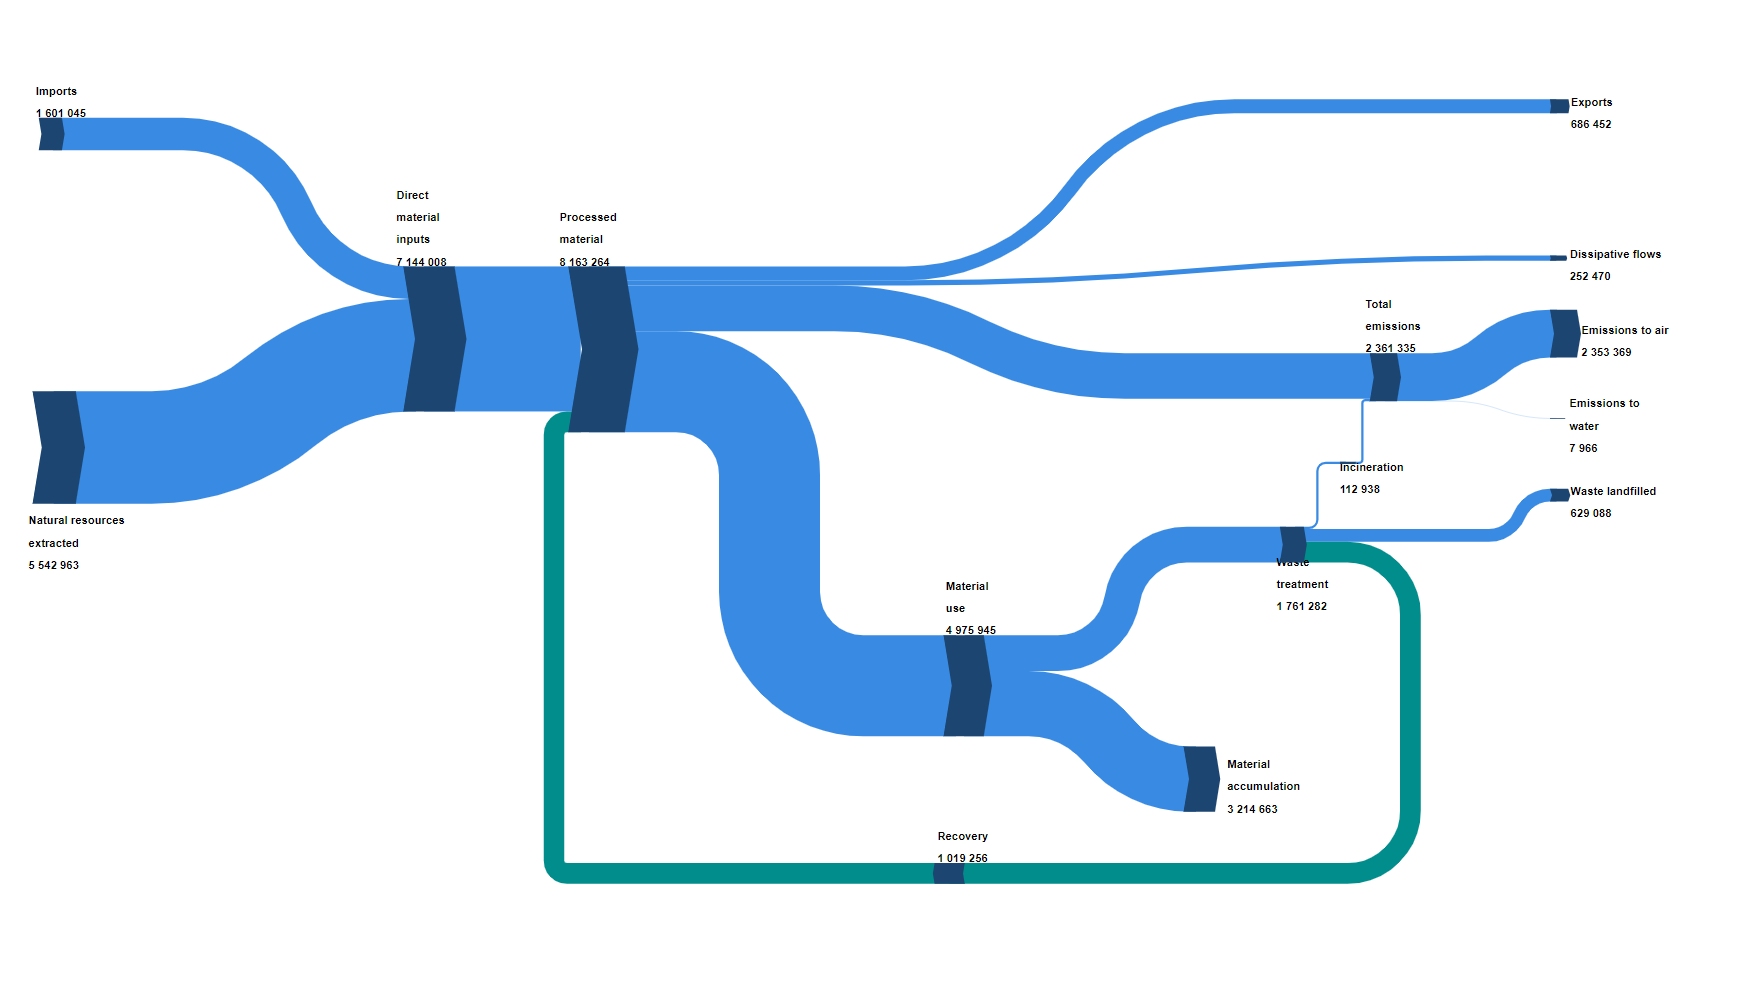 Imports
1 601 045
Exports
686 452
Direct
material
inputs
7 144 008
Processed
material
8 163 264
Dissipative flows
252 470
Total
emissions
2 361 335
Emissions to air
2 353 369
Emissions to
water
7 966
Incineration
112 938
Waste landfilled
629 088
Natural resources
extracted
5 542 963
Waste
treatment
1 761 282
Material
use
4 975 945
Material
accumulation
3 214 663
Recovery
1 019 256